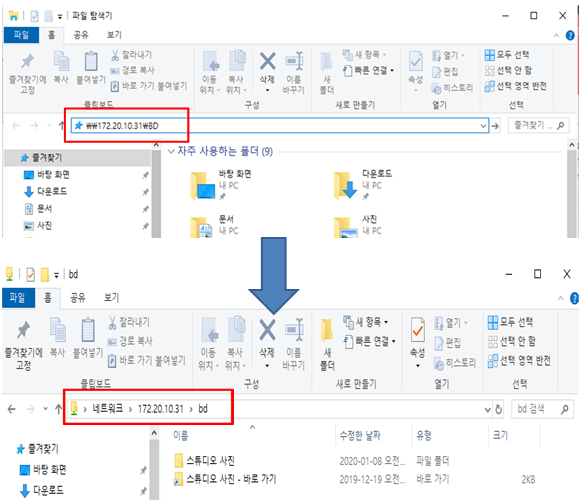 파일 탐색기
파일 홈 공유 보기
즐겨찾기에 고정
복사
붙여넣기
잘라내기
경로 복사
바로 가기 붙여넣기
클립보드
이동 위치
복사 위치
삭제
이름 바꾸기
구성
새 폴더
새 항목
빠른 연결
새로 만들기
속성
열기
편집
히스토리
열기
모두 선택
선택 안 함
선택 영역 반전
선택
₩₩172.20.10.31₩BD
즐겨찾기 ...
즐겨찾기
바탕 화면
다운로드
문서
사진
자주 사용하는 폴더 (9)
바탕 화면
내 PC
다운로드
내 PC
문서
내 PC
사진
내 PC
bd
파일 홈 공유 보기
즐겨찾기에 고정
복사
붙여넣기
잘라내기
경로 복사
바로 가기 붙여넣기
클립보드
이동 위치
복사 위치
삭제
이름 바꾸기
구성
새 폴더
새 항목
빠른 연결
새로 만들기
속성
열기
편집
히스토리
열기
모두 선택
선택 안 함
선택 영역 반전
선택
네트워크 > 172.20.10.31 > bd
bd 검색
즐겨찾기
바탕 화면
다운로드
이름 수정한 날짜 유형 크기
스튜디오 사진 2020-01-08 오전... 파일 폴더
스튜디오 사진 - 바로 가기 2019-12-19 오전... 바로 가기 2KB